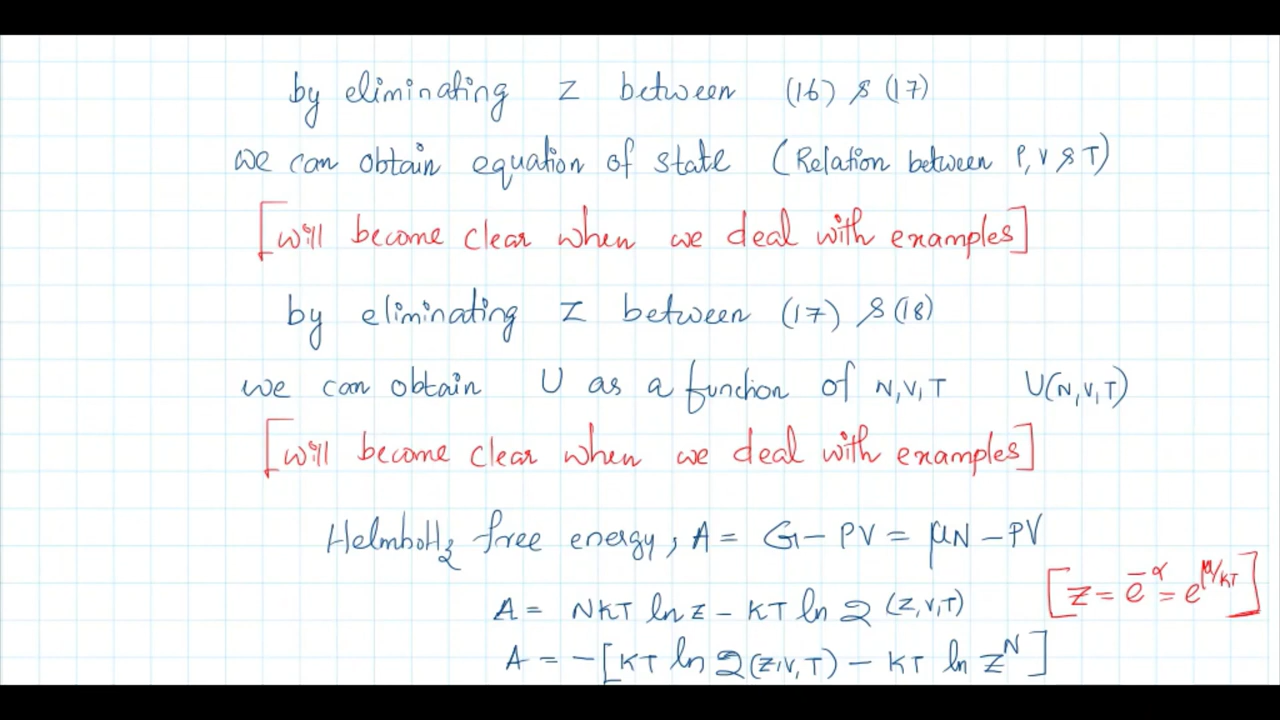 by eliminating Z between (16) & (17)
we can obtain equation of state (Relation between P, V & T)
[will become clear when we deal with examples]
by eliminating Z between (17) & (18)
we can obtain U as a function of N, V, T U(N, V, T)
[will become clear when we deal with examples]
Helmholtz free energy, A = G - PV = μN - PV
A = NKT ln z - KT ln 2 (z, V, T) [z = e^-α = e^μ/KT]
A = -[KT ln 2(z, V, T) - KT ln z^N]